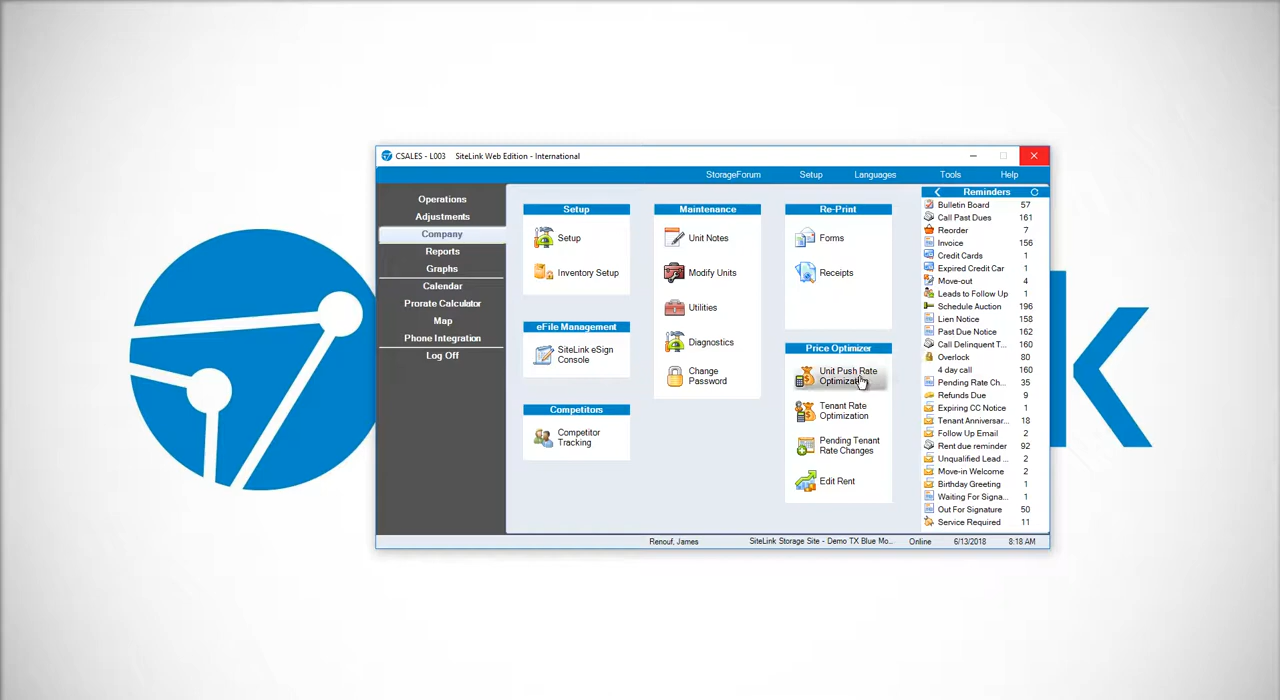 CSALES - L003 SiteLink Web Edition - International
StorageForum Setup Languages Tools Help
Operations
Adjustments
Company
Reports
Graphs
Calendar
Prorate Calculator
Map
Phone Integration
Log Off
Setup
Setup
Inventory Setup
eFile Management
SiteLink eSign
Console
Competitors
Competitor
Tracking
Maintenance
Unit Notes
Modify Units
Utilities
Diagnostics
Change
Password
Re-Print
Forms
Receipts
Price Optimizer
Unit Push Rate
Optimization
Tenant Rate
Optimization
Pending Tenant
Rate Changes
Edit Rent
Reminders
Bulletin Board 57
Call Past Dues 161
Reorder 7
Invoice 156
Credit Cards 1
Expired Credit Car 1
Move-out 4
Leads to Follow Up 1
Schedule Auction 196
Lien Notice 158
Past Due Notice 162
Call Delinquent T... 160
Overlock 80
4 day call 160
Pending Rate Ch... 35
Refunds Due 9
Expiring CC Notice 1
Tenant Anniversar... 18
Follow Up Email 2
Rent due reminder 92
Unqualified Lead ... 2
Move-in Welcome 2
Birthday Greeting 1
Waiting For Signa... 1
Out For Signature 50
Service Required 11
Renouf, James SiteLink Storage Site - Demo TX Blue Mo... Online 6/13/2018 8:18 AM
k